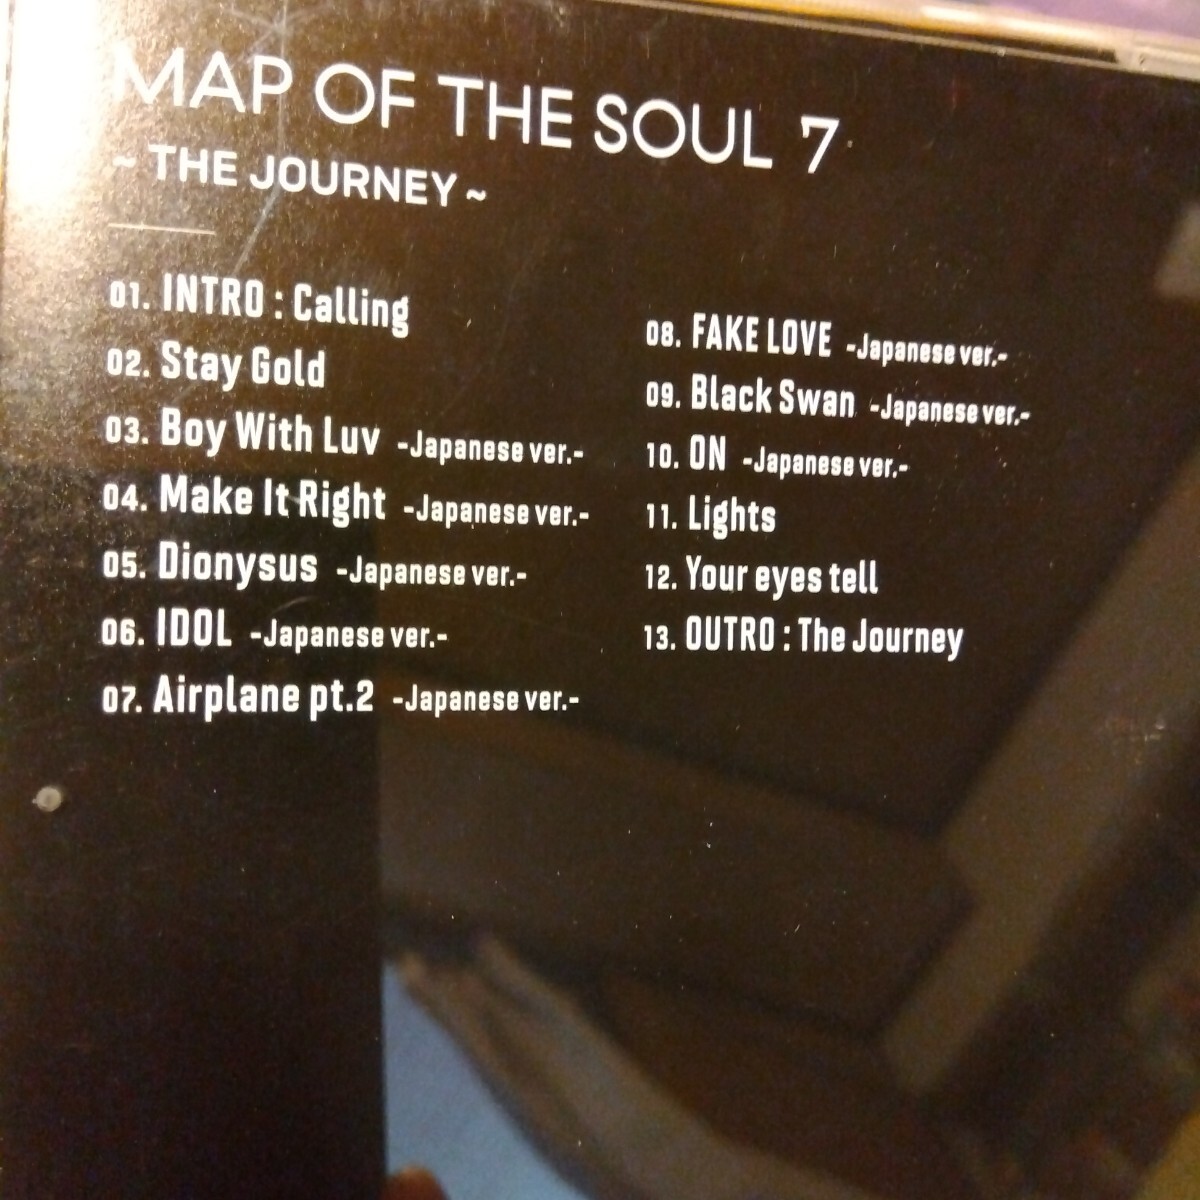 MAP OF THE SOUL 7
~ THE JOURNEY ~
01. INTRO : Calling
02. Stay Gold
03. Boy With Luv -Japanese ver.-
04. Make It Right -Japanese ver.-
05. Dionysus -Japanese ver.-
06. IDOL -Japanese ver.-
07. Airplane pt.2 -Japanese ver.-
08. FAKE LOVE -Japanese ver.-
09. Black Swan -Japanese ver.-
10. ON -Japanese ver.-
11. Lights
12. Your eyes tell
13. OUTRO : The Journey